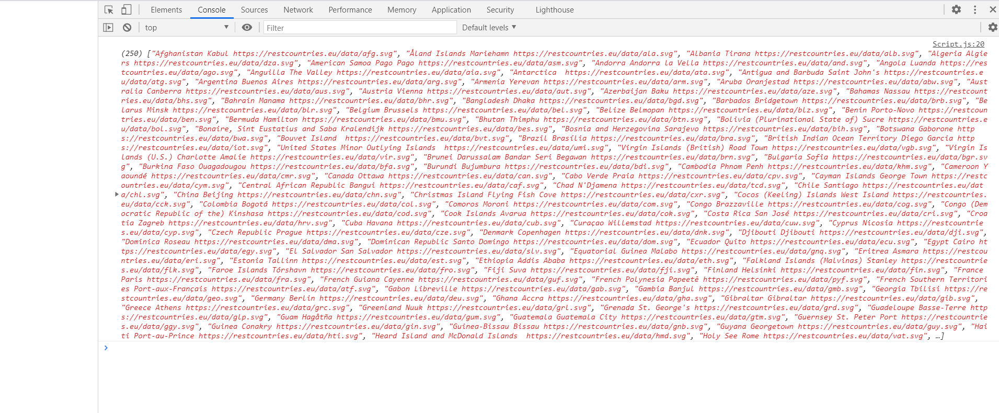 Elements Console Sources Network Performance Memory Application Security Lighthouse
top Filter Default levels
Script.js:20
(250) ["Afghanistan Kabul https://restcountries.eu/data/afg.svg", "Åland Islands Mariehamn https://restcountries.eu/data/ala.svg", "Albania Tirana https://restcountries.eu/data/alb.svg", "Algeria Algie
rs https://restcountries.eu/data/dza.svg", "American Samoa Pago Pago https://restcountries.eu/data/asm.svg", "Andorra Andorra la Vella https://restcountries.eu/data/and.svg", "Angola Luanda https://res
tcountries.eu/data/ago.svg", "Anguilla The Valley https://restcountries.eu/data/aia.svg", "Antarctica  https://restcountries.eu/data/ata.svg", "Antigua and Barbuda Saint John's https://restcountries.e
u/data/atg.svg", "Argentina Buenos Aires https://restcountries.eu/data/arg.svg", "Armenia Yerevan https://restcountries.eu/data/arm.svg", "Aruba Oranjestad https://restcountries.eu/data/abw.svg", "Aust
ralia Canberra https://restcountries.eu/data/aus.svg", "Austria Vienna https://restcountries.eu/data/aut.svg", "Azerbaijan Baku https://restcountries.eu/data/aze.svg", "Bahamas Nassau https://restcount
ries.eu/data/bhs.svg", "Bahrain Manama https://restcountries.eu/data/bhr.svg", "Bangladesh Dhaka https://restcountries.eu/data/bgd.svg", "Barbados Bridgetown https://restcountries.eu/data/brb.svg", "Be
larus Minsk https://restcountries.eu/data/blr.svg", "Belgium Brussels https://restcountries.eu/data/bel.svg", "Belize Belmopan https://restcountries.eu/data/blz.svg", "Benin Porto-Novo https://restcoun
tries.eu/data/ben.svg", "Bermuda Hamilton https://restcountries.eu/data/bmu.svg", "Bhutan Thimphu https://restcountries.eu/data/btn.svg", "Bolivia (Plurinational State of) Sucre https://restcountries.e
u/data/bol.svg", "Bonaire, Sint Eustatius and Saba Kralendijk https://restcountries.eu/data/bes.svg", "Bosnia and Herzegovina Sarajevo https://restcountries.eu/data/bih.svg", "Botswana Gaborone http
s://restcountries.eu/data/bwa.svg", "Bouvet Island  https://restcountries.eu/data/bvt.svg", "Brazil Brasília https://restcountries.eu/data/bra.svg", "British Indian Ocean Territory Diego Garcia http
s://restcountries.eu/data/iot.svg", "United States Minor Outlying Islands  https://restcountries.eu/data/umi.svg", "Virgin Islands (British) Road Town https://restcountries.eu/data/vgb.svg", "Virgin Is
lands (U.S.) Charlotte Amalie https://restcountries.eu/data/vir.svg", "Brunei Darussalam Bandar Seri Begawan https://restcountries.eu/data/brn.svg", "Bulgaria Sofia https://restcountries.eu/data/bgr.sv
g", "Burkina Faso Ouagadougou https://restcountries.eu/data/bfa.svg", "Burundi Bujumbura https://restcountries.eu/data/bdi.svg", "Cambodia Phnom Penh https://restcountries.eu/data/khm.svg", "Cameroon Y
aoundé https://restcountries.eu/data/cmr.svg", "Canada Ottawa https://restcountries.eu/data/can.svg", "Cabo Verde Praia https://restcountries.eu/data/cpv.svg", "Cayman Islands George Town https://restc
ountries.eu/data/cym.svg", "Central African Republic Bangui https://restcountries.eu/data/caf.svg", "Chad N'Djamena https://restcountries.eu/data/tcd.svg", "Chile Santiago https://restcountries.eu/dat
a/chl.svg", "China Beijing https://restcountries.eu/data/chn.svg", "Christmas Island Flying Fish Cove https://restcountries.eu/data/cxr.svg", "Cocos (Keeling) Islands West Island https://restcountries.
eu/data/cck.svg", "Colombia Bogotá https://restcountries.eu/data/col.svg", "Comoros Moroni https://restcountries.eu/data/com.svg", "Congo Brazzaville https://restcountries.eu/data/cog.svg", "Congo (Dem
ocratic Republic of the) Kinshasa https://restcountries.eu/data/cod.svg", "Cook Islands Avarua https://restcountries.eu/data/cok.svg", "Costa Rica San José https://restcountries.eu/data/cri.svg", "Croa
tia Zagreb https://restcountries.eu/data/hrv.svg", "Cuba Havana https://restcountries.eu/data/cub.svg", "Curaçao Willemstad https://restcountries.eu/data/cuw.svg", "Cyprus Nicosia https://restcountrie
s.eu/data/cyp.svg", "Czech Republic Prague https://restcountries.eu/data/cze.svg", "Denmark Copenhagen https://restcountries.eu/data/dnk.svg", "Djibouti Djibouti https://restcountries.eu/data/dji.svg",
"Dominica Roseau https://restcountries.eu/data/dma.svg", "Dominican Republic Santo Domingo https://restcountries.eu/data/dom.svg", "Ecuador Quito https://restcountries.eu/data/ecu.svg", "Egypt Cairo ht
tps://restcountries.eu/data/egy.svg", "El Salvador San Salvador https://restcountries.eu/data/slv.svg", "Equatorial Guinea Malabo https://restcountries.eu/data/gnq.svg", "Eritrea Asmara https://restcou
ntries.eu/data/eri.svg", "Estonia Tallinn https://restcountries.eu/data/est.svg", "Ethiopia Addis Ababa https://restcountries.eu/data/eth.svg", "Falkland Islands (Malvinas) Stanley https://restcountrie
s.eu/data/flk.svg", "Faroe Islands Tórshavn https://restcountries.eu/data/fro.svg", "Fiji Suva https://restcountries.eu/data/fji.svg", "Finland Helsinki https://restcountries.eu/data/fin.svg", "France
Paris https://restcountries.eu/data/fra.svg", "French Guiana Cayenne https://restcountries.eu/data/guf.svg", "French Polynesia Papeetē https://restcountries.eu/data/pyf.svg", "French Southern Territori
es Port-aux-Français https://restcountries.eu/data/atf.svg", "Gabon Libreville https://restcountries.eu/data/gab.svg", "Gambia Banjul https://restcountries.eu/data/gmb.svg", "Georgia Tbilisi https://re
stcountries.eu/data/geo.svg", "Germany Berlin https://restcountries.eu/data/deu.svg", "Ghana Accra https://restcountries.eu/data/gha.svg", "Gibraltar Gibraltar https://restcountries.eu/data/gib.svg",
"Greece Athens https://restcountries.eu/data/grc.svg", "Greenland Nuuk https://restcountries.eu/data/grl.svg", "Grenada St. George's https://restcountries.eu/data/grd.svg", "Guadeloupe Basse-Terre http
s://restcountries.eu/data/glp.svg", "Guam Hagåtña https://restcountries.eu/data/gum.svg", "Guatemala Guatemala City https://restcountries.eu/data/gtm.svg", "Guernsey St. Peter Port https://restcountrie
s.eu/data/ggy.svg", "Guinea Conakry https://restcountries.eu/data/gin.svg", "Guinea-Bissau Bissau https://restcountries.eu/data/gnb.svg", "Guyana Georgetown https://restcountries.eu/data/guy.svg", "Hai
ti Port-au-Prince https://restcountries.eu/data/hti.svg", "Heard Island and McDonald Islands  https://restcountries.eu/data/hmd.svg", "Holy See Rome https://restcountries.eu/data/vat.svg", …]